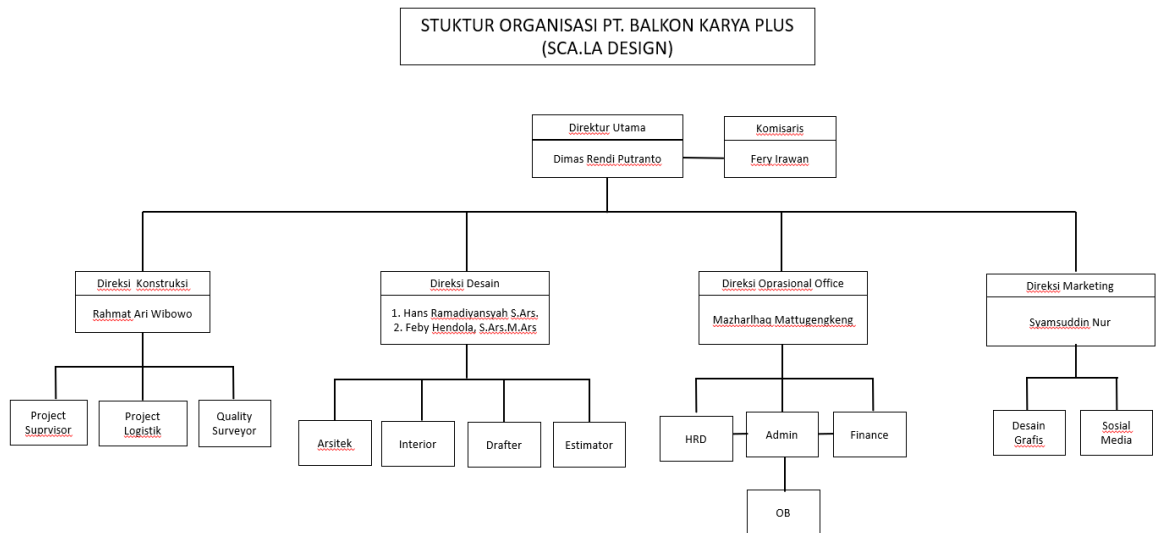 STUKTUR ORGANISASI PT. BALKON KARYA PLUS
(SCA.LA DESIGN)
Direktur Utama
Dimas Rendi Putranto
Komisaris
Fery Irawan
Direksi Konstruksi
Rahmat Ari Wibowo
Direksi Desain
1. Hans Ramadiyansyah S.Ars.
2. Feby Hendola, S.Ars.M.Ars
Direksi Oprasional Office
Mazharlhaq Mattugengkeng
Direksi Marketing
Syamsuddin Nur
Project
Suprvisor
Project
Logistik
Quality
Surveyor
Arsitek
Interior
Drafter
Estimator
HRD
Admin
Finance
OB
Desain
Grafis
Sosial
Media